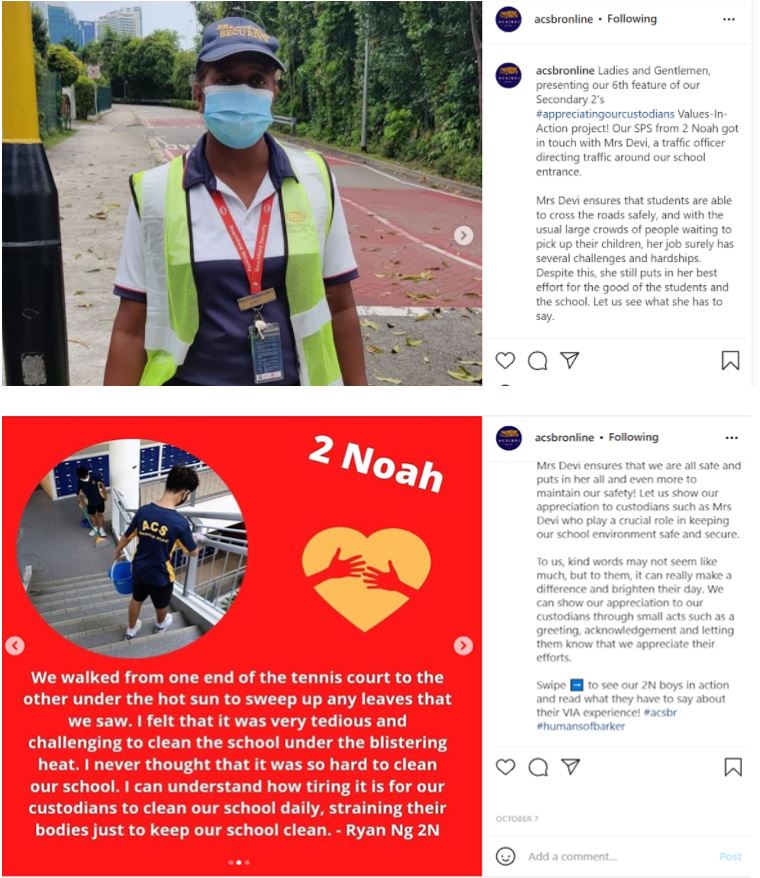 SECURITY
acsbronline • Following
acsbronline Ladies and Gentlemen,
presenting our 6th feature of our
Secondary 2's
#appreciatingourcustodians Values-In-
Action project! Our SPS from 2 Noah got
in touch with Mrs Devi, a traffic officer
directing traffic around our school
entrance.
Mrs Devi ensures that students are able
to cross the roads safely, and with the
usual large crowds of people waiting to
pick up their children, her job surely has
several challenges and hardships.
Despite this, she still puts in her best
effort for the good of the students and
the school. Let us see what she has to
say.
2 Noah
ACS
We walked from one end of the tennis court to the
other under the hot sun to sweep up any leaves that
we saw. I felt that it was very tedious and
challenging to clean the school under the blistering
heat. I never thought that it was so hard to clean
our school. I can understand how tiring it is for our
custodians to clean our school daily, straining their
bodies just to keep our school clean. - Ryan Ng 2N
acsbronline • Following
Mrs Devi ensures that we are all safe and
puts in her all and even more to
maintain our safety! Let us show our
appreciation to custodians such as Mrs
Devi who play a crucial role in keeping
our school environment safe and secure.
To us, kind words may not seem like
much, but to them, it can really make a
difference and brighten their day. We
can show our appreciation to our
custodians through small acts such as a
greeting, acknowledgement and letting
them know that we appreciate their
efforts.
Swipe ➡️ to see our 2N boys in action
and read what they have to say about
their VIA experience! #acsbr
#humansofbarker
OCTOBER 7
Add a comment...
Post